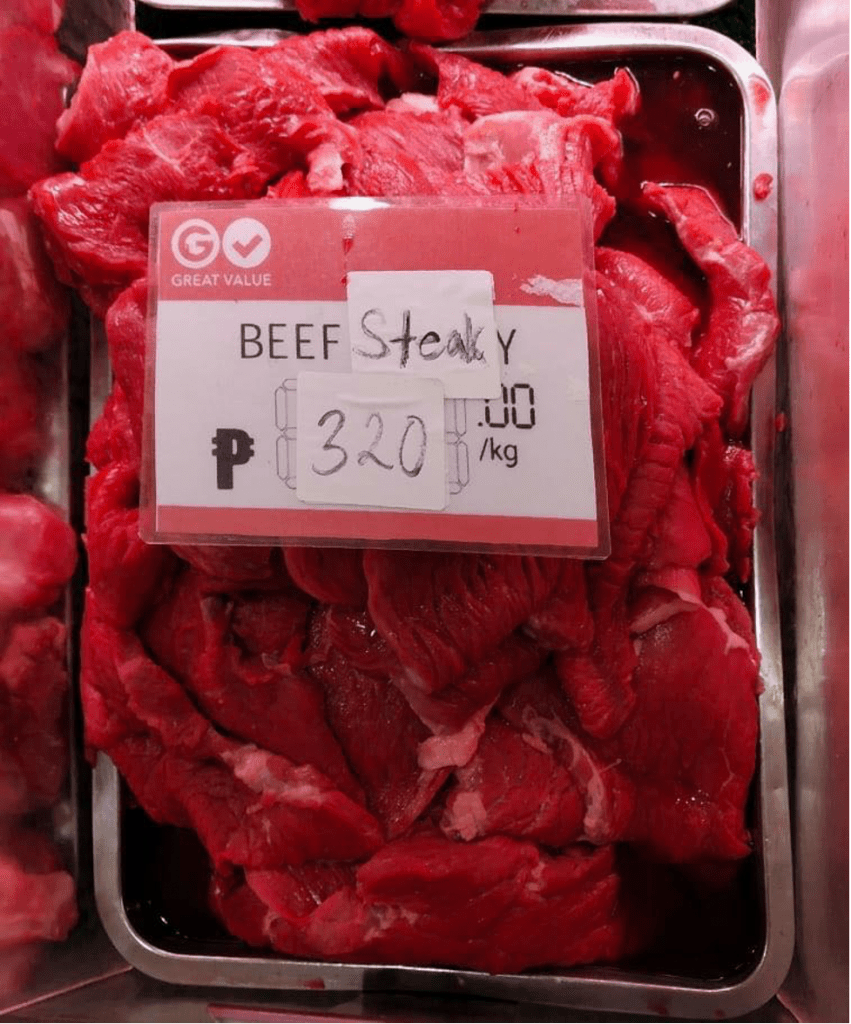 G
GREAT VALUE
BEEF Steak Y
₱ 320 .00
/kg